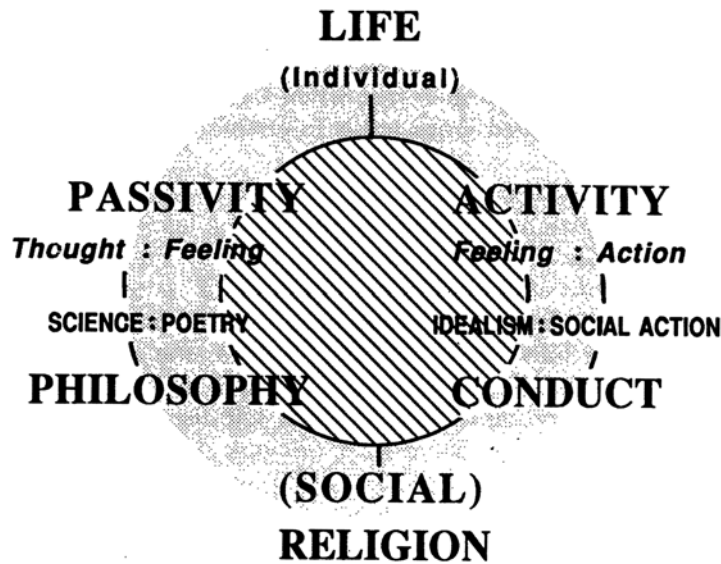 LIFE
(Individual)
PASSIVITY ACTIVITY
Thought : Feeling Feeling : Action
SCIENCE : POETRY IDEALISM : SOCIAL ACTION
PHILOSOPHY CONDUCT
(SOCIAL)
RELIGION